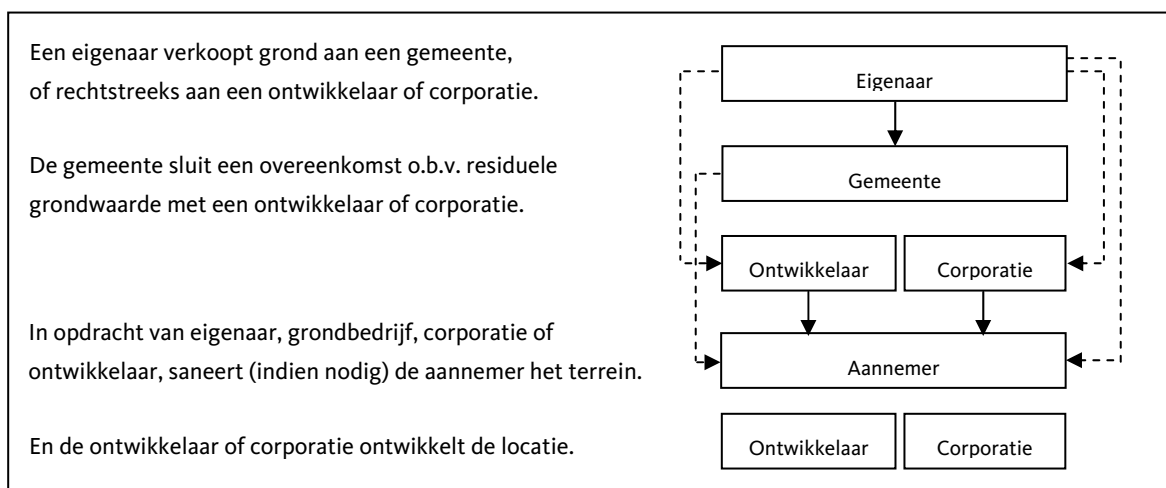 Een eigenaar verkoopt grond aan een gemeente,
of rechtstreeks aan een ontwikkelaar of corporatie.
Eigenaar
De gemeente sluit een overeenkomst o.b.v. residuele
grondwaarde met een ontwikkelaar of corporatie.
Gemeente
Ontwikkelaar
Corporatie
In opdracht van eigenaar, grondbedrijf, corporatie of
ontwikkelaar, saneert (indien nodig) de aannemer het terrein.
Aannemer
En de ontwikkelaar of corporatie ontwikkelt de locatie.
Ontwikkelaar
Corporatie